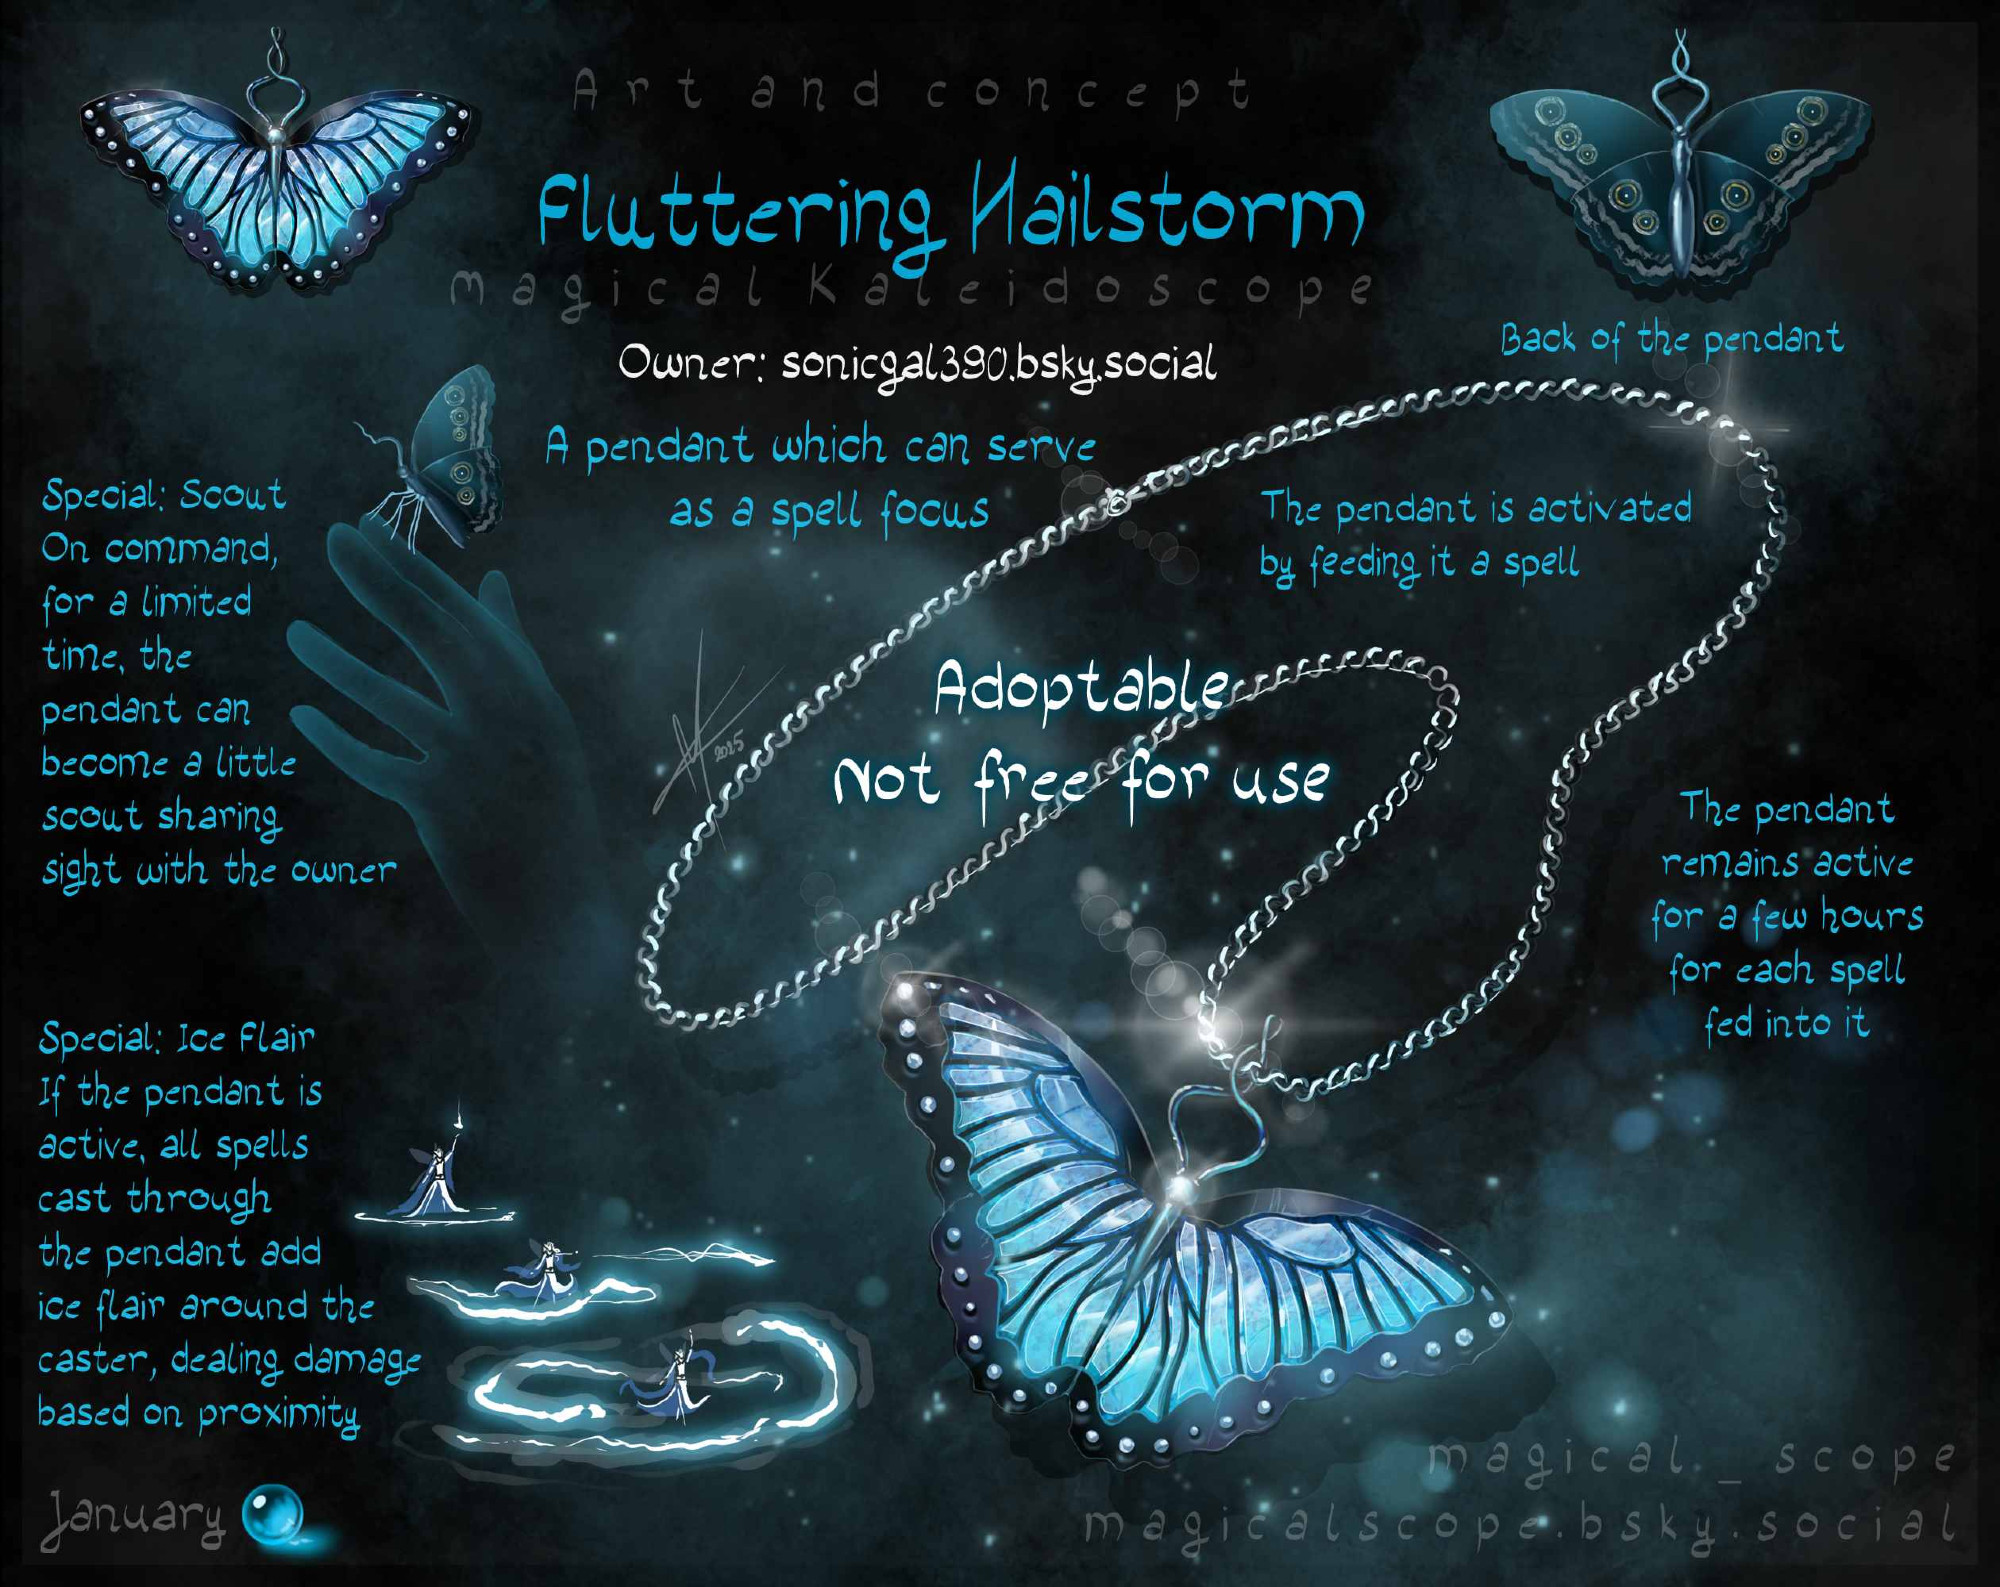 Art and concept
Fluttering Hailstorm
magical Kaleidoscope
Owner: sonicgal390.bsky.social
Back of the pendant
A pendant which can serve
as a spell focus
Special: Scout
On command,
for a limited
time, the
pendant can
become a little
scout sharing
sight with the owner
The pendant is activated
by feeding it a spell
Adoptable
Not free for use
2025
The pendant
remains active
for a few hours
for each spell
fed into it
Special: Ice Flair
If the pendant is
active, all spells
cast through
the pendant add
ice flair around the
caster, dealing damage
based on proximity
January
magical_scope
magicalscope.bsky.social